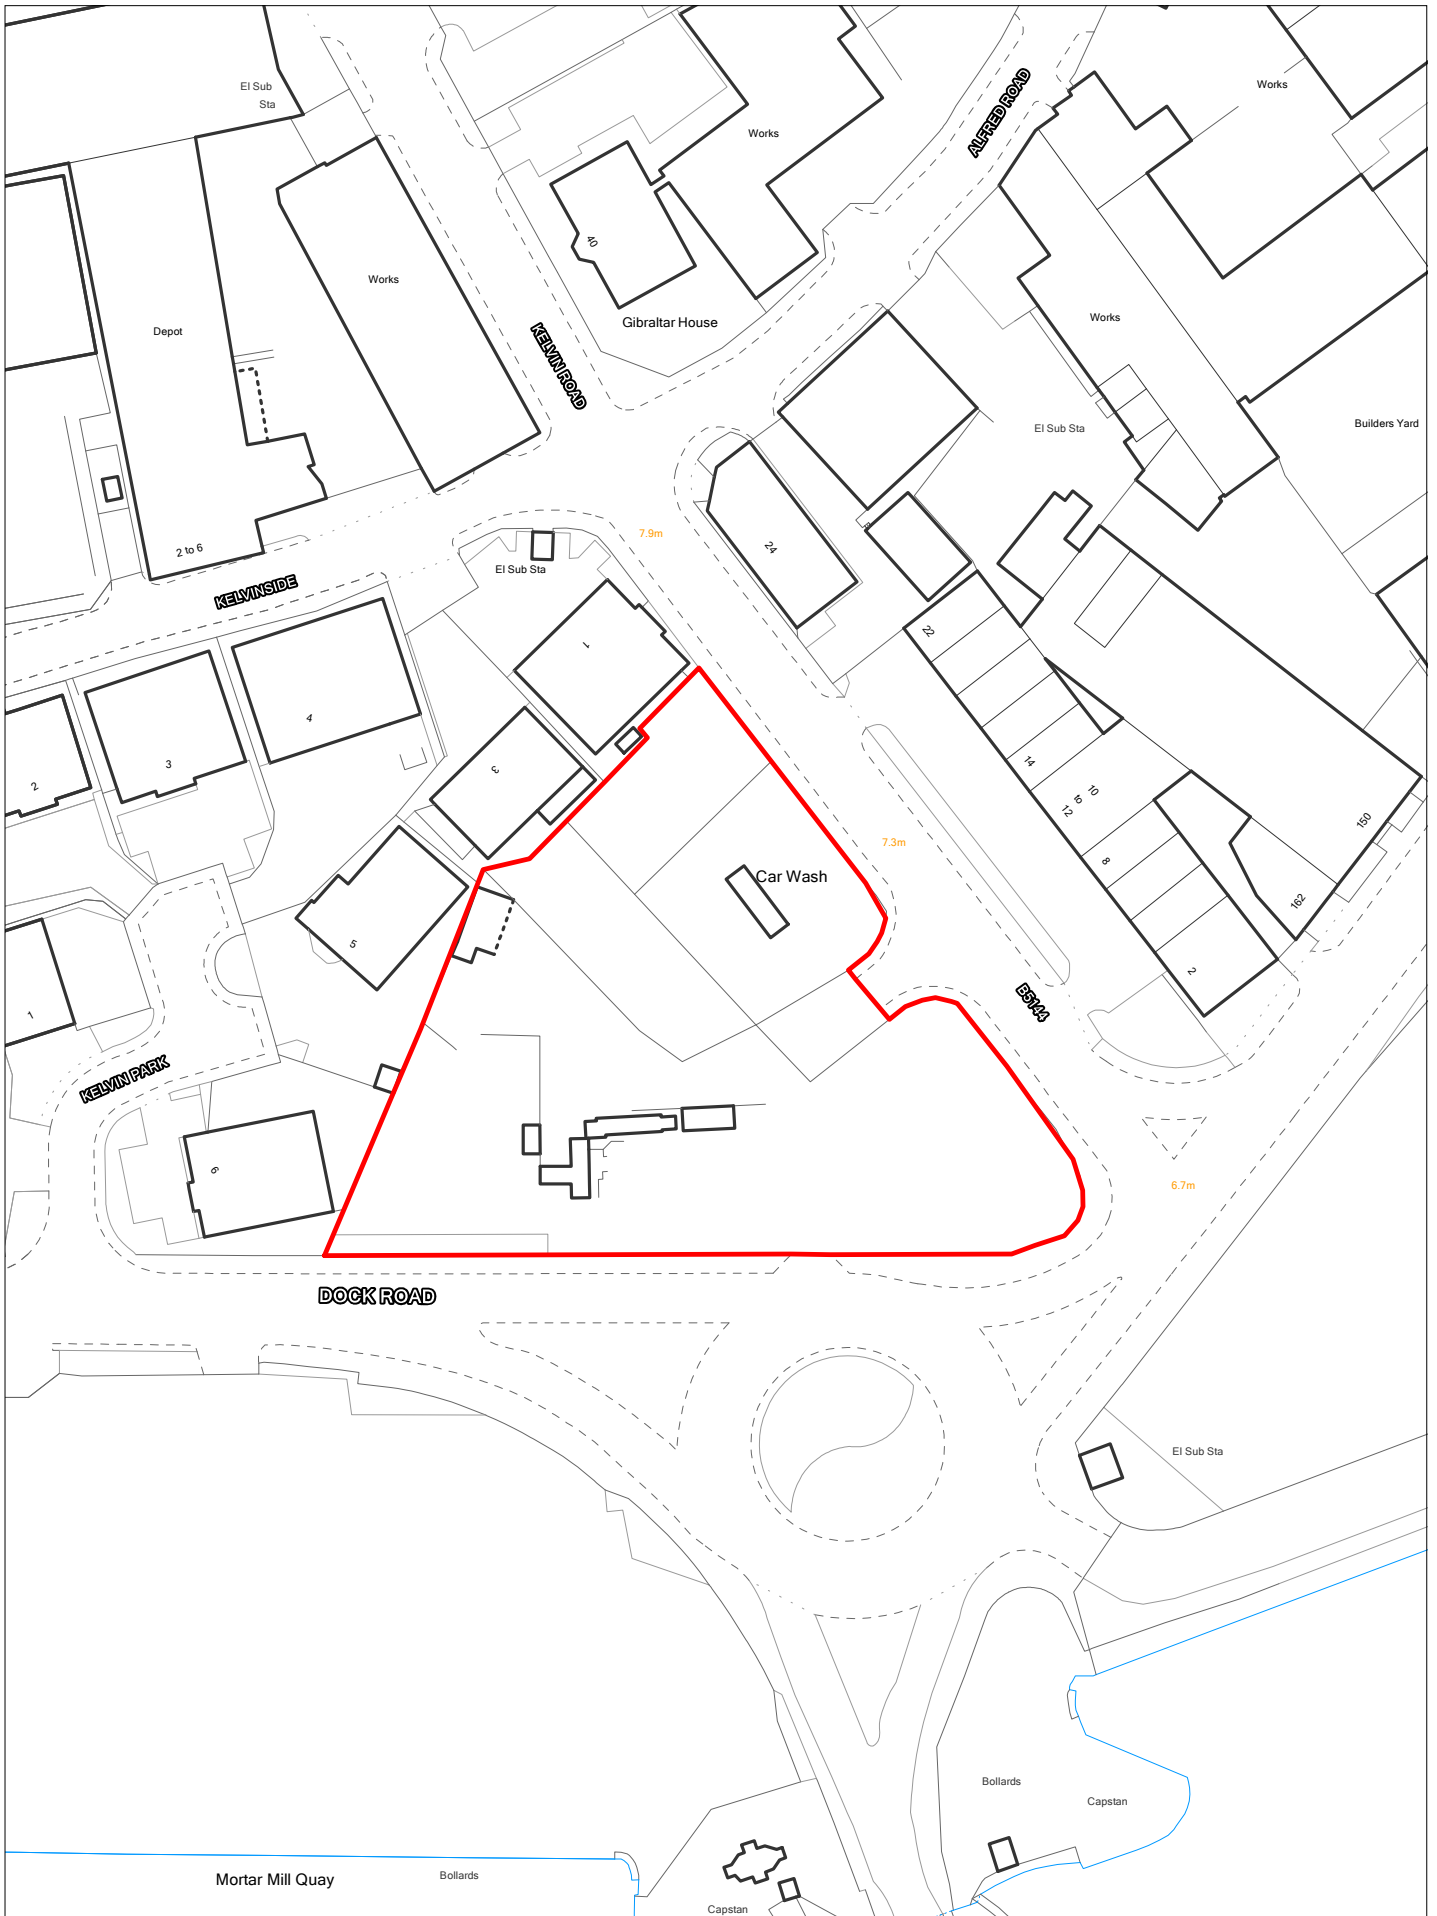 El Sub
Sta
Works
ALFRED ROAD
Works
40
Works
Depot
Gibraltar House
KELVIN ROAD
Works
El Sub Sta
Builders Yard
7.9m
24
2 to 6
El Sub Sta
KELVINSIDE
1
22
4
3
2
3
14
10
to
12
150
7.3m
8
Car Wash
162
5
2
1
B5144
KELVIN PARK
6
6.7m
DOCK ROAD
El Sub Sta
Bollards
Capstan
Mortar Mill Quay
Bollards
Capstan